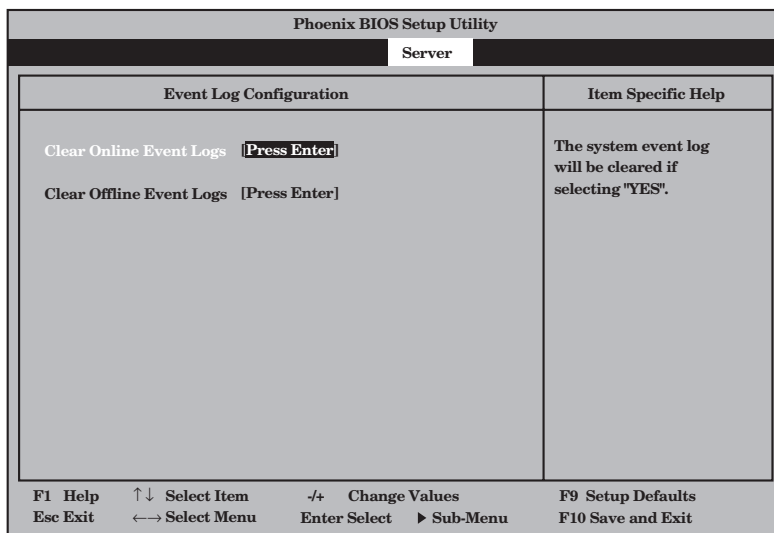 Phoenix BIOS Setup Utility
Server
Event Log Configuration
Item Specific Help
Clear Online Event Logs [Press Enter]
Clear Offline Event Logs [Press Enter]
The system event log
will be cleared if
selecting "YES".
F1 Help ↑↓ Select Item -/+ Change Values F9 Setup Defaults
Esc Exit ←→ Select Menu Enter Select ▶ Sub-Menu F10 Save and Exit